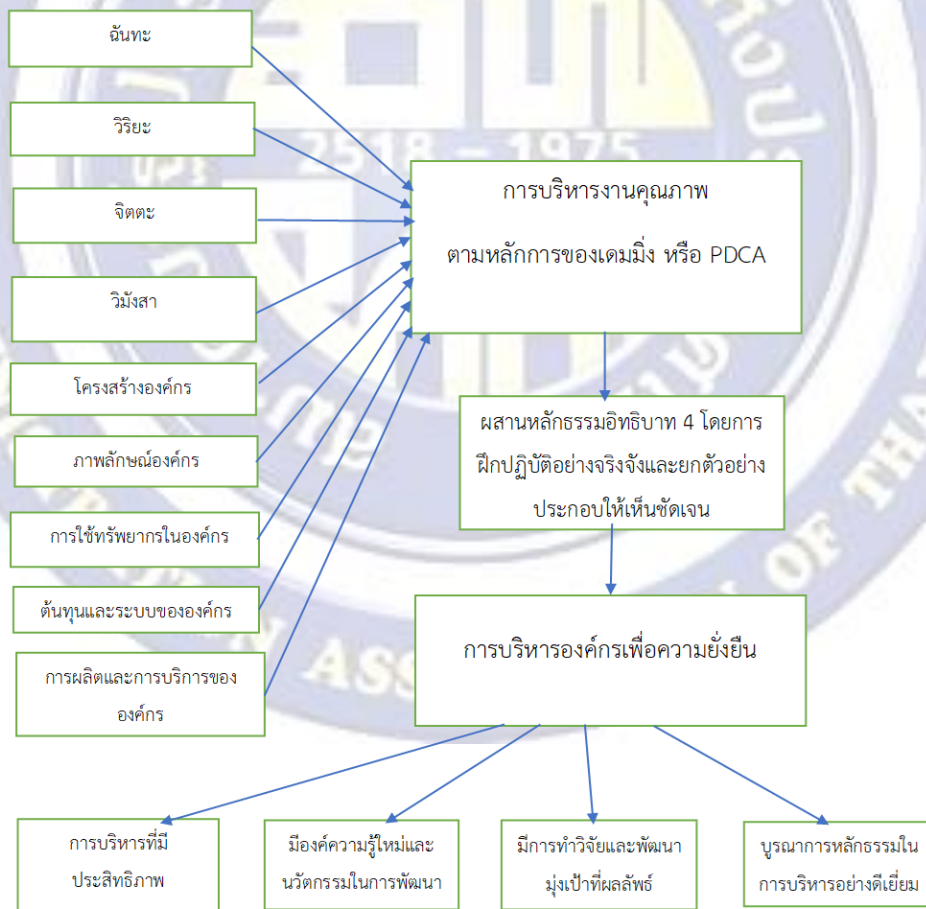 ฉันทะ
วิริยะ
จิตตะ
วิมังสา
โครงสร้างองค์กร
ภาพลักษณ์องค์กร
การใช้ทรัพยากรในองค์กร
ต้นทุนและระบบขององค์กร
การผลิตและการบริการของ
องค์กร
2518 – 1975
การบริหารงานคุณภาพ
ตามหลักการของเดมมิ่ง หรือ PDCA
ผสานหลักธรรมอิทธิบาท 4 โดยการ
ฝึกปฏิบัติอย่างจริงจังและยกตัวอย่าง
ประกอบให้เห็นชัดเจน
การบริหารองค์กรเพื่อความยั่งยืน
การบริหารที่มี
ประสิทธิภาพ
มีองค์ความรู้ใหม่และ
นวัตกรรมในการพัฒนา
มีการทำวิจัยและพัฒนา
มุ่งเป้าที่ผลลัพธ์
บูรณาการหลักธรรมใน
การบริหารอย่างดีเยี่ยม
OF